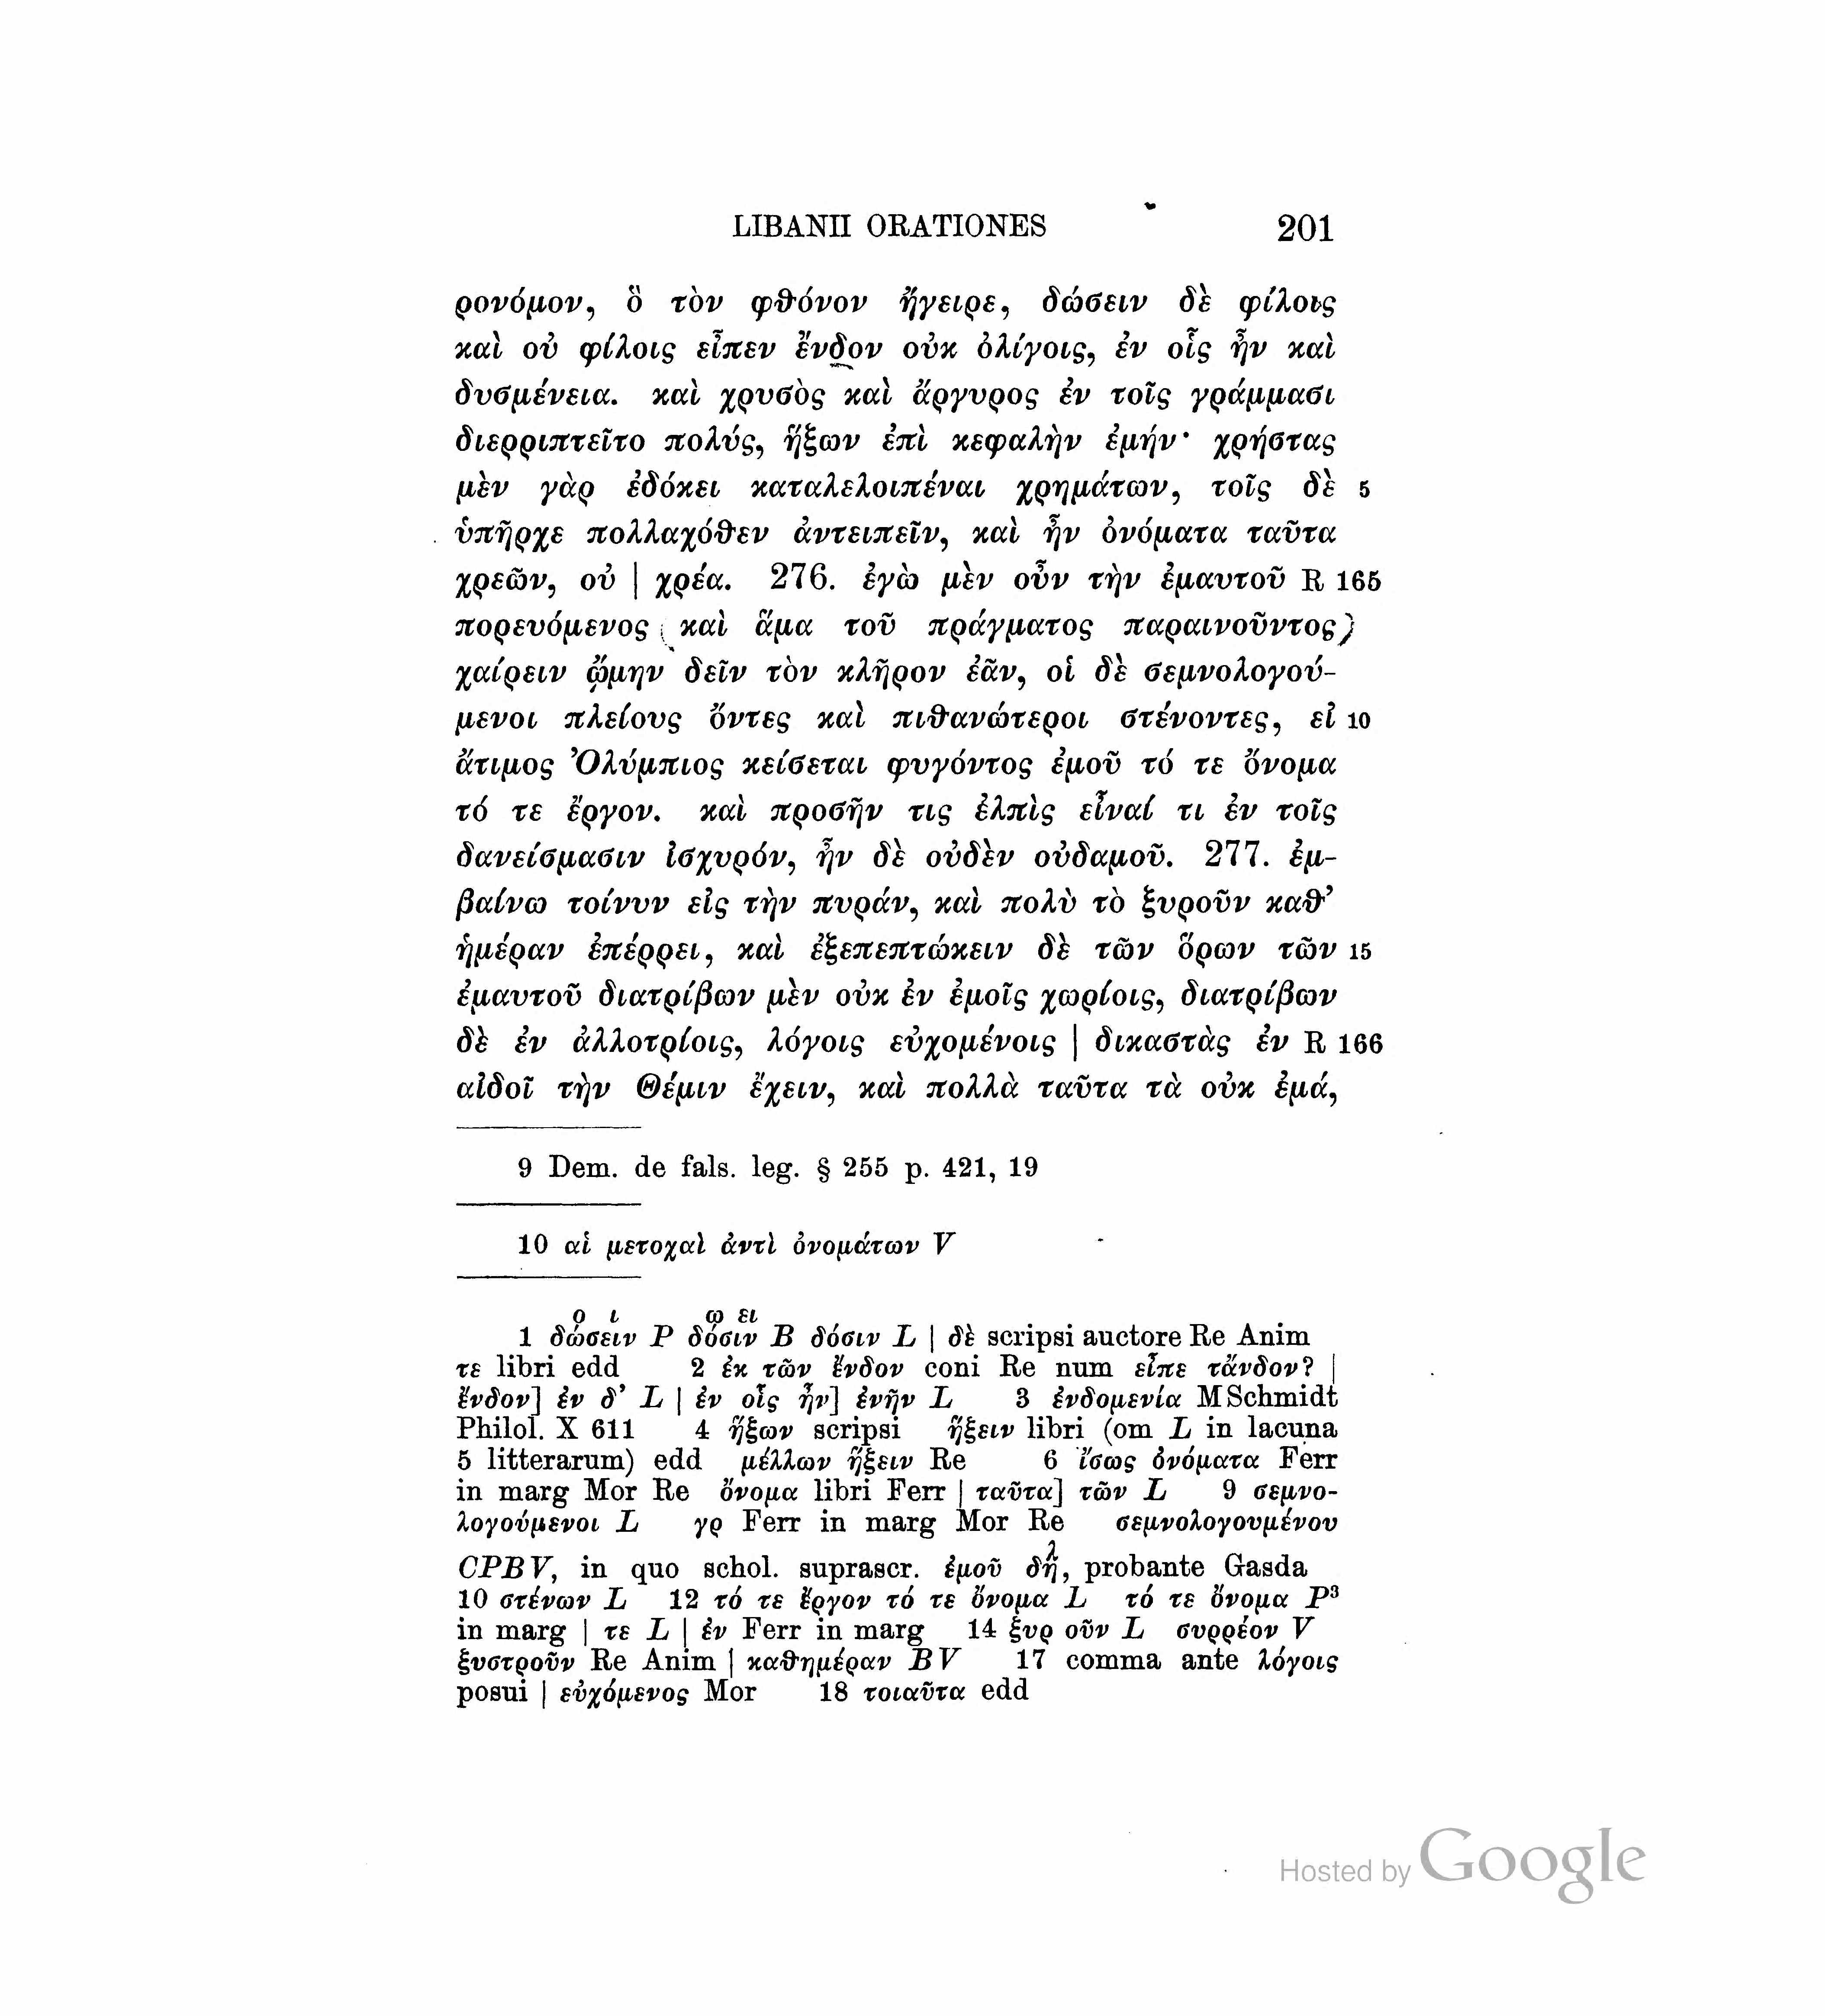 LIBANII ORATIONES 201
ρονόμον, ὃ τὸν φθόνον ἤγειρε, δώσειν δὲ φίλοις
καὶ οὐ φίλοις εἶπεν ἔνδον οὐκ ὀλίγοις, ἐν οἷς ἦν καὶ
δυσμένεια. καὶ χρυσὸς καὶ ἄργυρος ἐν τοῖς γράμμασι
διερριπτεῖτο πολύς, ἥξων ἐπὶ κεφαλὴν ἐμήν· χρήστας
μὲν γὰρ ἐδόκει καταλελοιπέναι χρημάτων, τοῖς δὲ 5
ὑπῆρχε πολλαχόθεν ἀντειπεῖν, καὶ ἦν ὀνόματα ταῦτα
χρεῶν, οὐ | χρέα. 276. ἐγὼ μὲν οὖν τὴν ἐμαυτοῦ R 165
πορευόμενος καὶ ἅμα τοῦ πράγματος παραινοῦντος
χαίρειν ᾤμην δεῖν τὸν κλῆρον ἐᾶν, οἱ δὲ σεμνολογού-
μενοι πλείους ὄντες καὶ πιθανώτεροι στένοντες, εἰ 10
ἄτιμος Ὀλύμπιος κείσεται φυγόντος ἐμοῦ τό τε ὄνομα
τό τε ἔργον. καὶ προσῆν τις ἐλπὶς εἶναί τι ἐν τοῖς
δανείσμασιν ἰσχυρόν, ἦν δὲ οὐδὲν οὐδαμοῦ. 277. ἐμ-
βαίνω τοίνυν εἰς τὴν πυράν, καὶ πολὺ τὸ ξυροῦν καθ’
ἡμέραν ἐπέρρει, καὶ ἐξεπεπτώκειν δὲ τῶν ὅρων τῶν 15
ἐμαυτοῦ διατρίβων μὲν οὐκ ἐν ἐμοῖς χωρίοις, διατρίβων
δὲ ἐν ἀλλοτρίοις, λόγοις εὐχομένοις | δικαστὰς ἐν R 166
αἰδοῖ τὴν Θέμιν ἔχειν, καὶ πολλὰ ταῦτα τὰ οὐκ ἐμά,
9 Dem. de fals. leg. § 255 p. 421, 19
10 αἱ μετοχαὶ ἀντὶ ὀνομάτων V
ο ι ω ει
1 δώσειν P δόσιν B δόσιν L | δὲ scripsi auctore Re Anim
τε libri edd 2 ἐκ τῶν ἔνδον coni Re num εἶπε τἄνδον? |
ἔνδον] ἐν δ’ L | ἐν οἷς ἦν] ἐνῆν L 3 ἐνδομενία MSchmidt
Philol. X 611 4 ἥξων scripsi ἥξειν libri (om L in lacuna
5 litterarum) edd μέλλων ἥξειν Re 6 ἴσως ὀνόματα Ferr
in marg Mor Re ὄνομα libri Ferr | ταῦτα] τῶν L 9 σεμνο-
λογούμενοι L γρ Ferr in marg Mor Re σεμνολογουμένου
CPBV, in quo schol. suprascr. ἐμοῦ δηλ, probante Gasda
10 στένων L 12 τό τε ἔργον τό τε ὄνομα L τό τε ὄνομα P³
in marg | τε L | ἐν Ferr in marg 14 ξυρ οῦν L συρρέον V
ξυστροῦν Re Anim | καθημέραν BV 17 comma ante λόγοις
posui | εὐχόμενος Mor 18 τοιαῦτα edd
Hosted by Google